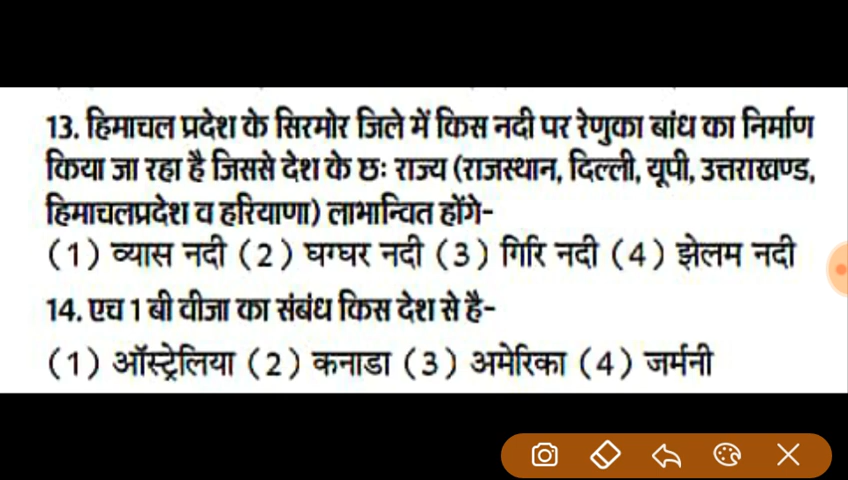 13. हिमाचल प्रदेश के सिरमोर जिले में किस नदी पर रेणुका बांध का निर्माण
किया जा रहा है जिससे देश के छः राज्य (राजस्थान, दिल्ली, यूपी, उत्तराखण्ड,
हिमाचलप्रदेश व हरियाणा) लाभान्वित होंगे-
(1) व्यास नदी (2) घग्घर नदी (3) गिरि नदी (4) झेलम नदी
14. एच 1 बी वीजा का संबंध किस देश से है-
(1) ऑस्ट्रेलिया (2) कनाडा (3) अमेरिका (4) जर्मनी